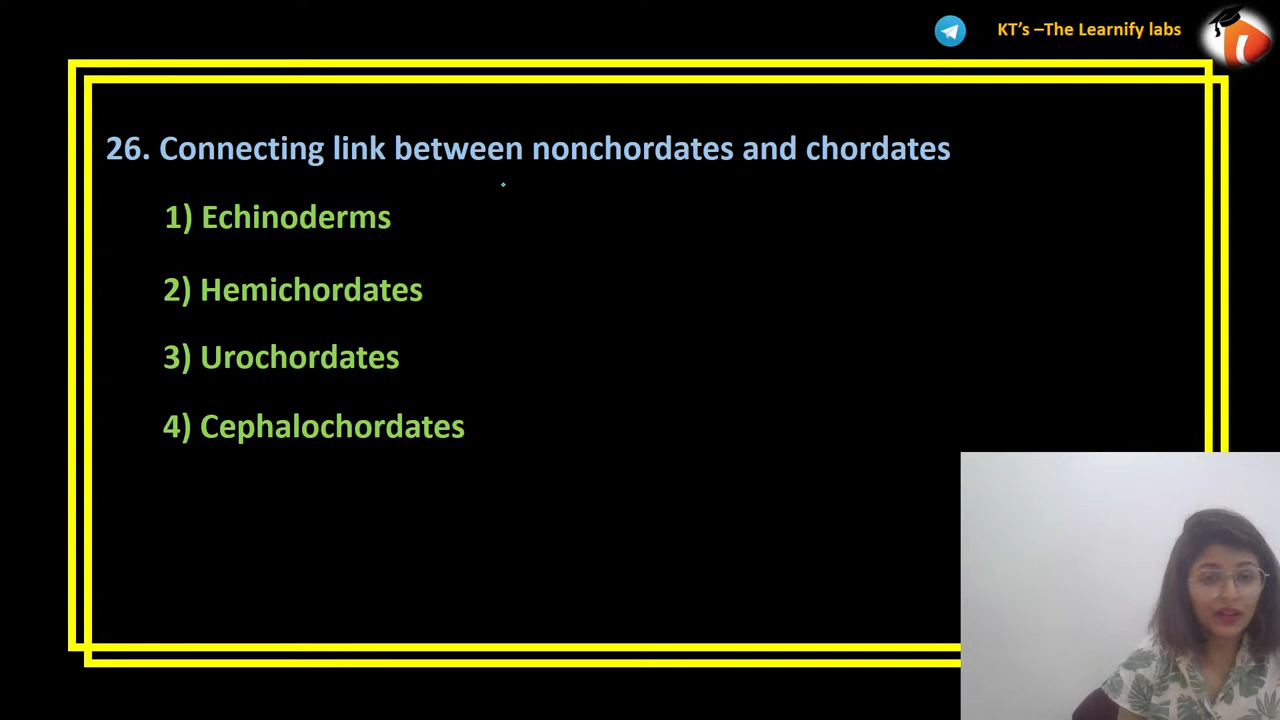 KT’s –The Learnify labs
26. Connecting link between nonchordates and chordates
1) Echinoderms
2) Hemichordates
3) Urochordates
4) Cephalochordates